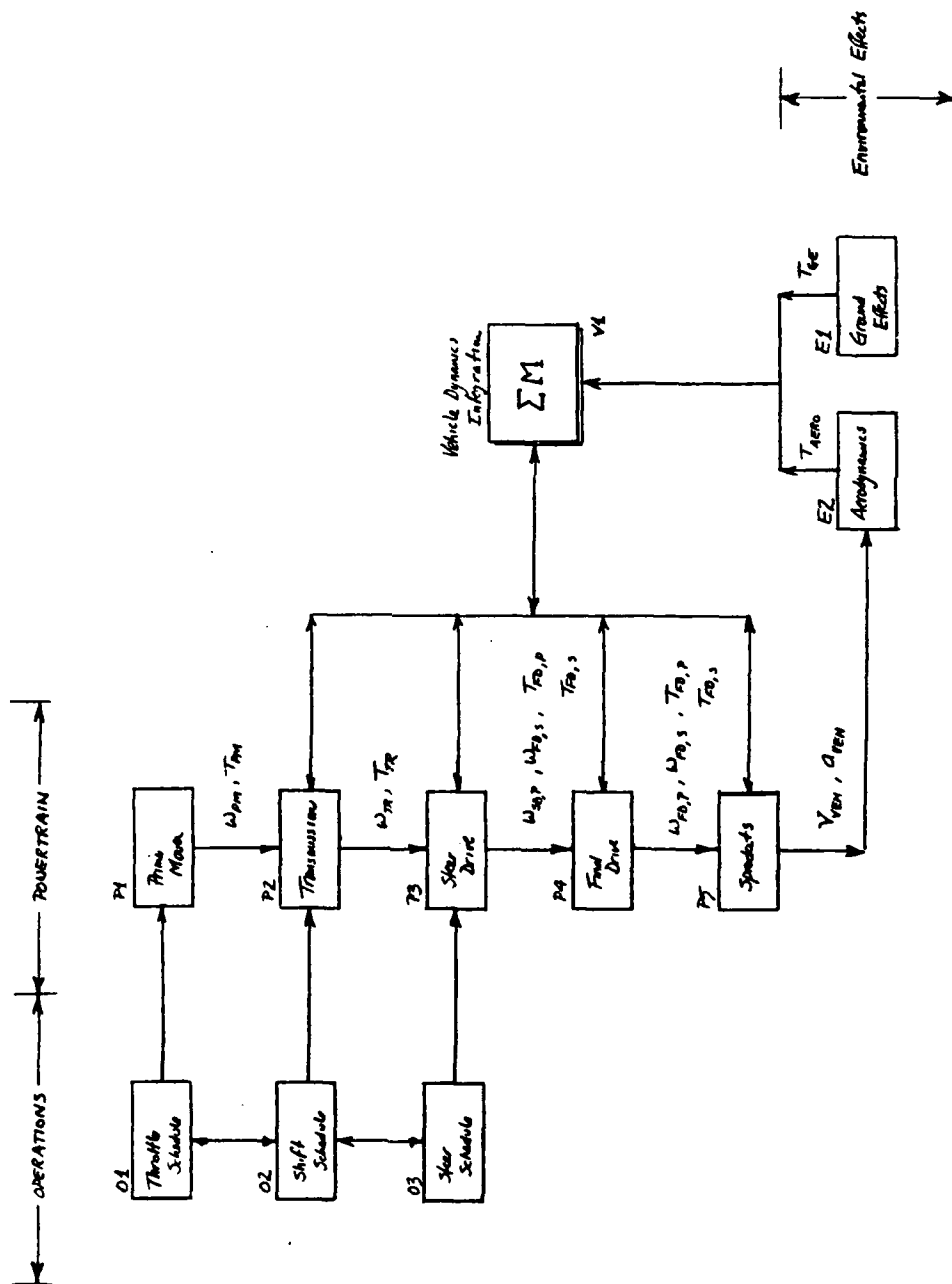 OPERATIONS
POWERTRAIN
O1
Throttle
Schedule
O2
Shift
Schedule
O3
Steer
Schedule
P1
Prime
Mover
ω_PM, T_PM
P2
Transmission
ω_TR, T_TR
P3
Steer
Drive
ω_SD,P, ω_FD,S, T_FD,P
T_FD,S
P4
Final
Drive
ω_FD,P, ω_FD,S, T_FD,P
T_FD,S
P5
Sprockets
V_VEH, a_VEH
Vehicle Dynamics
Integration
ΣM
V1
T_AERO
T_GE
E2
Aerodynamics
E1
Ground
Effects
Environmental Effects